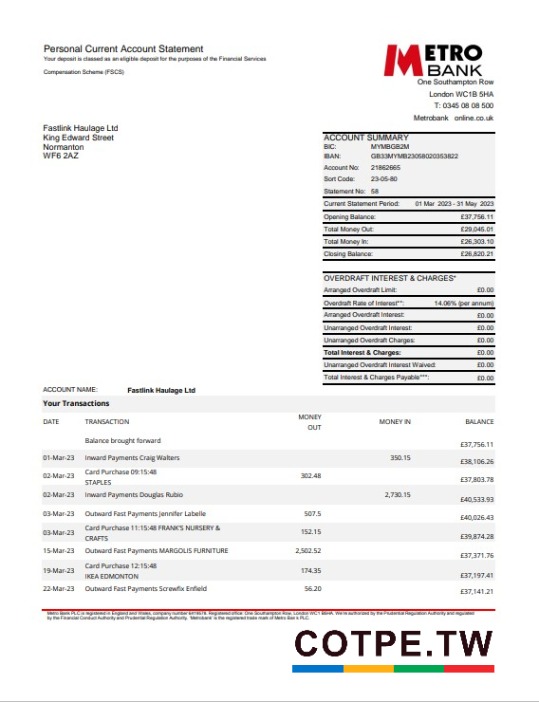 Personal Current Account Statement
Your deposit is classed as an eligible deposit for the purposes of the Financial Services
Compensation Scheme (FSCS)
METRO
BANK
One Southampton Row
London WC1B 5HA
T: 0345 08 08 500
Metrobank online.co.uk
Fastlink Haulage Ltd
King Edward Street
Normanton
WF6 2AZ
ACCOUNT SUMMARY
BIC: MYMBGB2M
IBAN: GB33MYMB23058020353822
Account No: 21862665
Sort Code: 23-05-80
Statement No: 58
Current Statement Period: 01 Mar 2023 - 31 May 2023
Opening Balance: £37,756.11
Total Money Out: £29,045.01
Total Money In: £26,303.10
Closing Balance: £26,820.21
OVERDRAFT INTEREST & CHARGES*
Arranged Overdraft Limit: £0.00
Overdraft Rate of Interest**: 14.06% (per annum)
Arranged Overdraft Interest: £0.00
Unarranged Overdraft Interest: £0.00
Unarranged Overdraft Charges: £0.00
Total Interest & Charges: £0.00
Unarranged Overdraft Interest Waived: £0.00
Total Interest & Charges Payable***: £0.00
ACCOUNT NAME: Fastlink Haulage Ltd
Your Transactions
DATE TRANSACTION MONEY OUT MONEY IN BALANCE
Balance brought forward £37,756.11
01-Mar-23 Inward Payments Craig Walters 350.15 £38,106.26
02-Mar-23 Card Purchase 09:15:48 302.48 £37,803.78
STAPLES
02-Mar-23 Inward Payments Douglas Rubio 2,730.15 £40,533.93
03-Mar-23 Outward Fast Payments Jennifer Labelle 507.5 £40,026.43
03-Mar-23 Card Purchase 11:15:48 FRANK'S NURSERY & 152.15 £39,874.28
CRAFTS
15-Mar-23 Outward Fast Payments MARGOLIS FURNITURE 2,502.52 £37,371.76
19-Mar-23 Card Purchase 12:15:48 174.35 £37,197.41
IKEA EDMONTON
22-Mar-23 Outward Fast Payments Screwfix Enfield 56.20 £37,141.21
Metro Bank PLC is registered in England and Wales, company number Registered office: One Southampton Row, London WC1 We're authorized by the Prudential Regulation Authority and regulated
by the Financial Conduct Authority and Prudential Regulation Authority. 'Metrobank' is the registered trade mark of Metro Bank PLC.
COTPE.TW